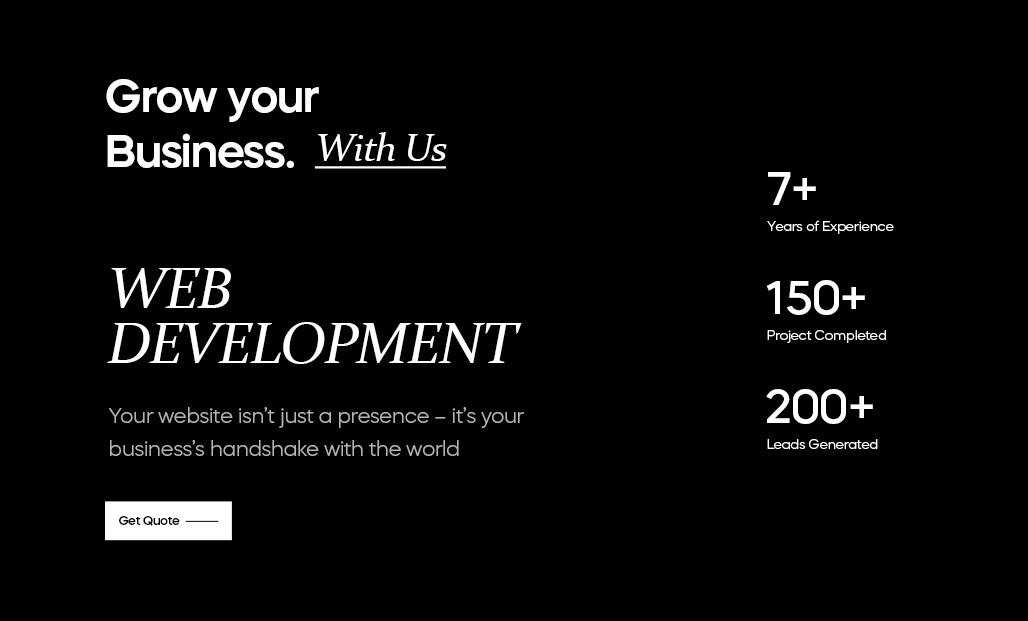 Grow your
Business. With Us
WEB
DEVELOPMENT
Your website isn’t just a presence – it’s your
business’s handshake with the world
Get Quote
7+
Years of Experience
150+
Project Completed
200+
Leads Generated